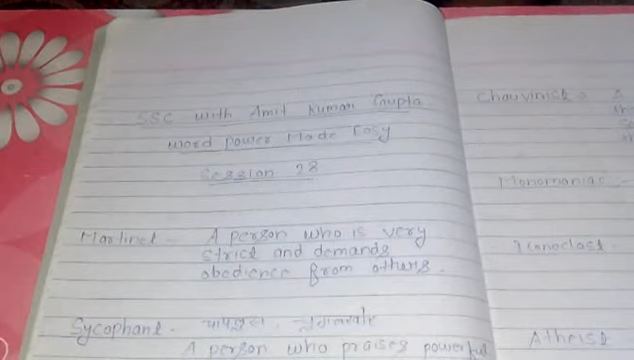 SSC with Amit Kumar Gupta
Word Power Made Easy
Session 28
Martinet - A person who is very
strict and demands
obedience from others.
Sycophant - चापलूस,
A person who praises powerful
Chauvinist =
Monomaniac -
Iconoclast -
Atheist